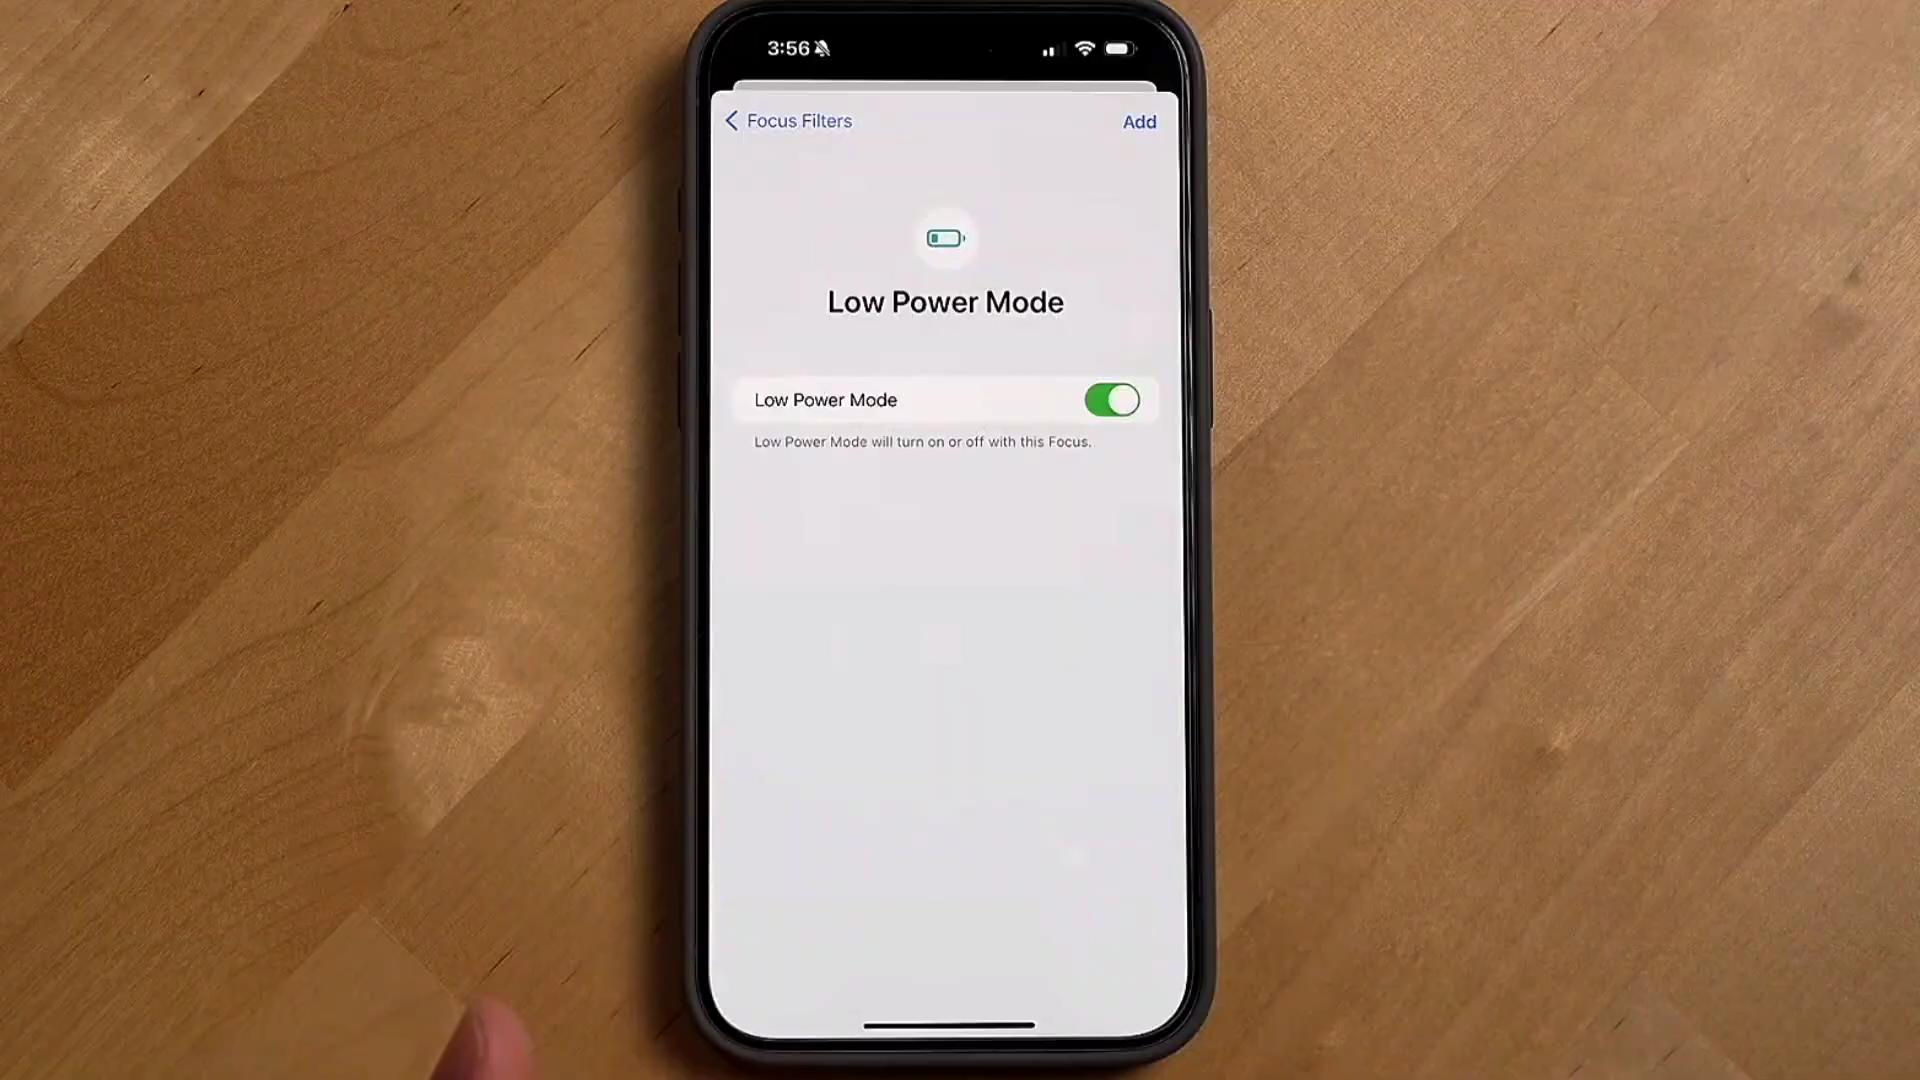 3:56
Focus Filters
Add
Low Power Mode
Low Power Mode
Low Power Mode will turn on or off with this Focus.